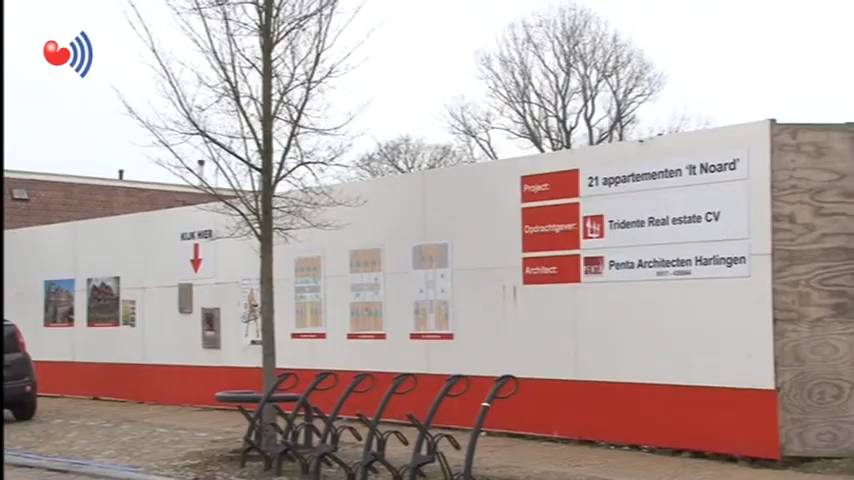 KIJK HIER
Project: 21 appartementen 'It Noard'
Opdrachtgever: Tridente Real estate CV
Architect: Penta Architecten Harlingen